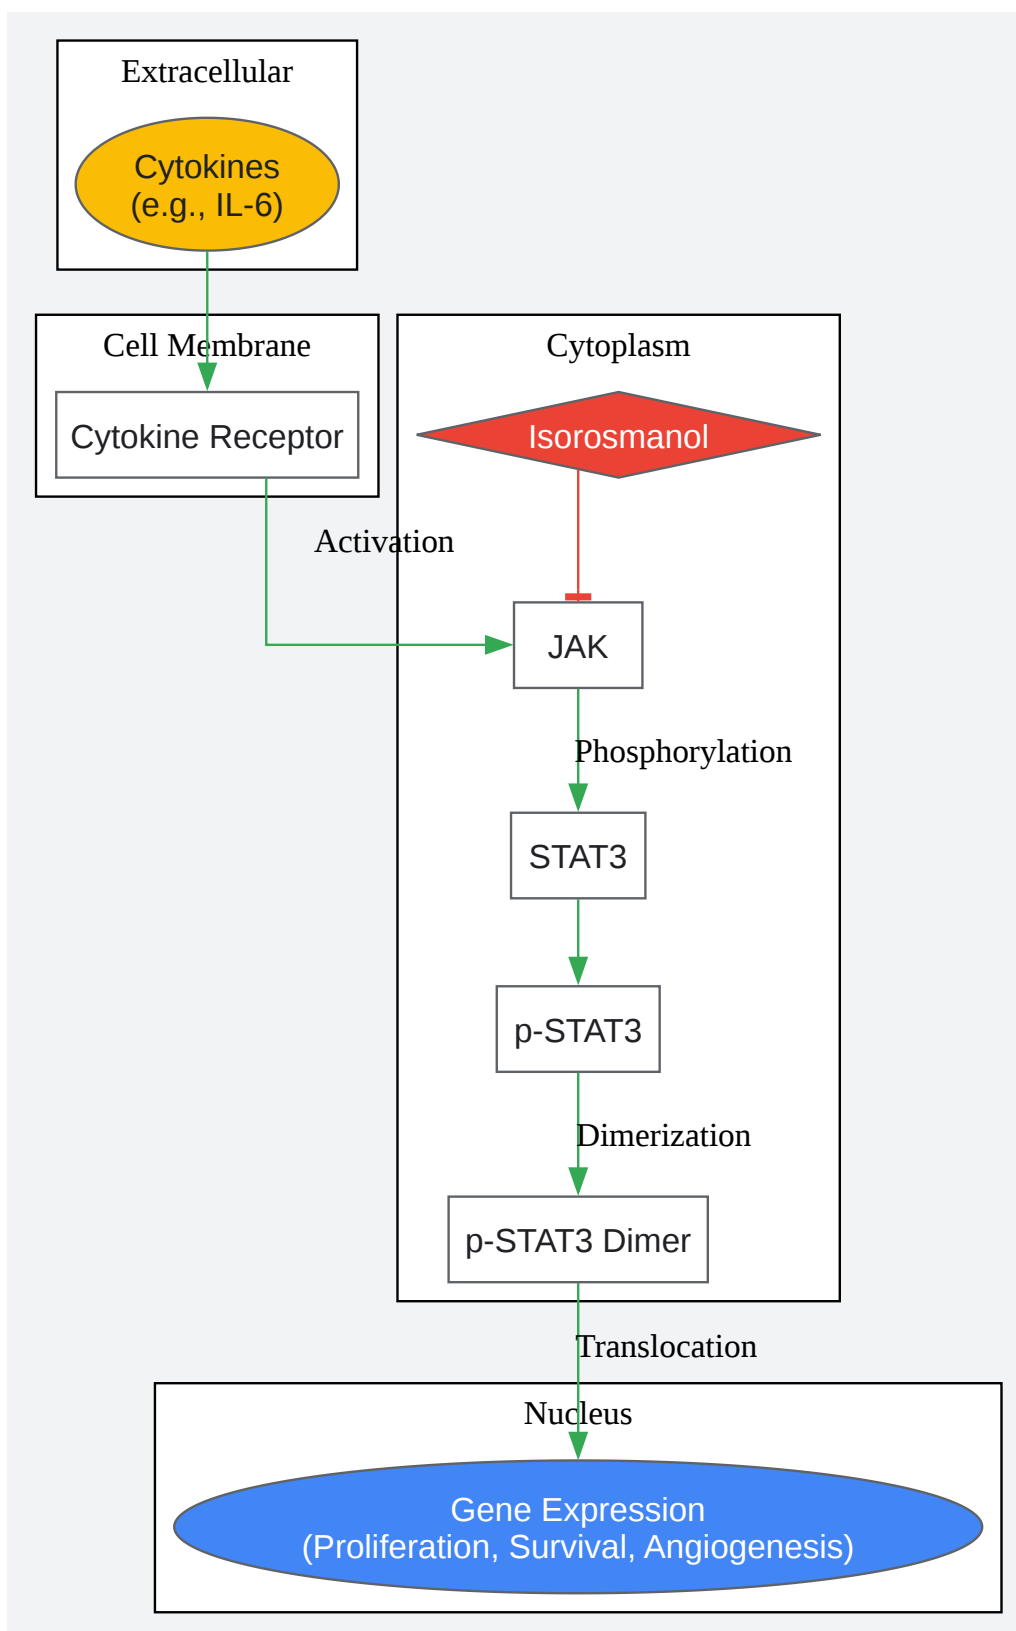 Extracellular
Cytokines
(e.g., IL-6)
Cell Membrane
Cytokine Receptor
Cytoplasm
Isorosmanol
Activation
JAK
Phosphorylation
STAT3
p-STAT3
Dimerization
p-STAT3 Dimer
Translocation
Nucleus
Gene Expression
(Proliferation, Survival, Angiogenesis)